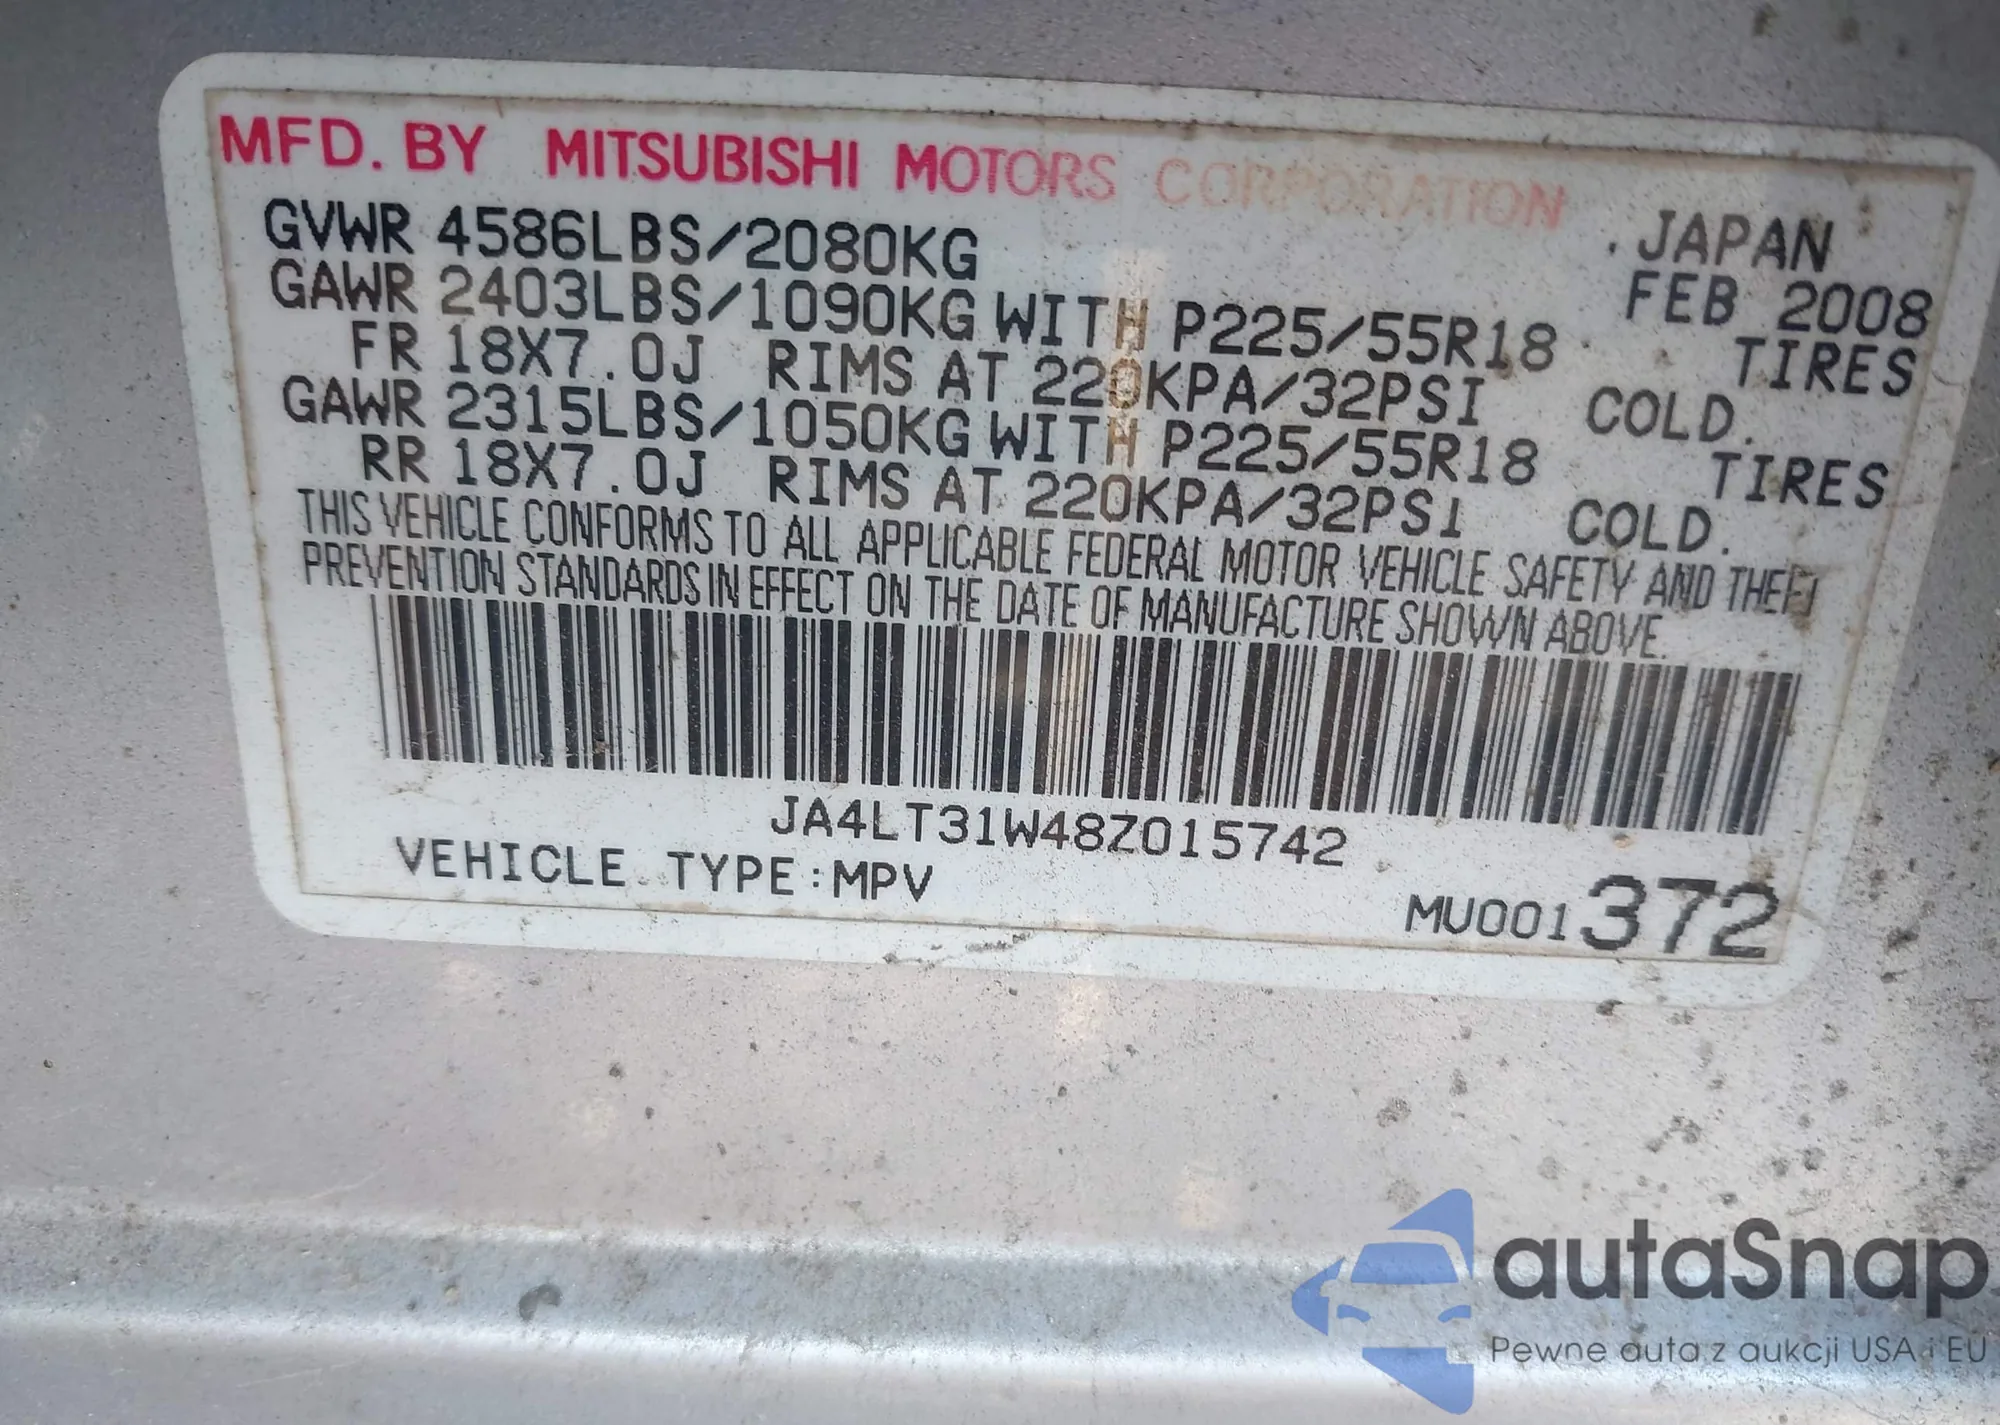 MFD. BY MITSUBISHI MOTORS CORPORATION
GVWR 4586LBS/2080KG . JAPAN
FEB 2008
GAWR 2403LBS/1090KG WITH P225/55R18 TIRES
FR 18X7.0J RIMS AT 220KPA/32PSI COLD.
GAWR 2315LBS/1050KG WITH P225/55R18 TIRES
RR 18X7.0J RIMS AT 220KPA/32PSI COLD.
THIS VEHICLE CONFORMS TO ALL APPLICABLE FEDERAL MOTOR VEHICLE SAFETY AND THEFT
PREVENTION STANDARDS IN EFFECT ON THE DATE OF MANUFACTURE SHOWN ABOVE.
JA4LT31W48Z015742
VEHICLE TYPE:MPV
MU001372
autaSnap
Pewne auta z aukcji USA i EU